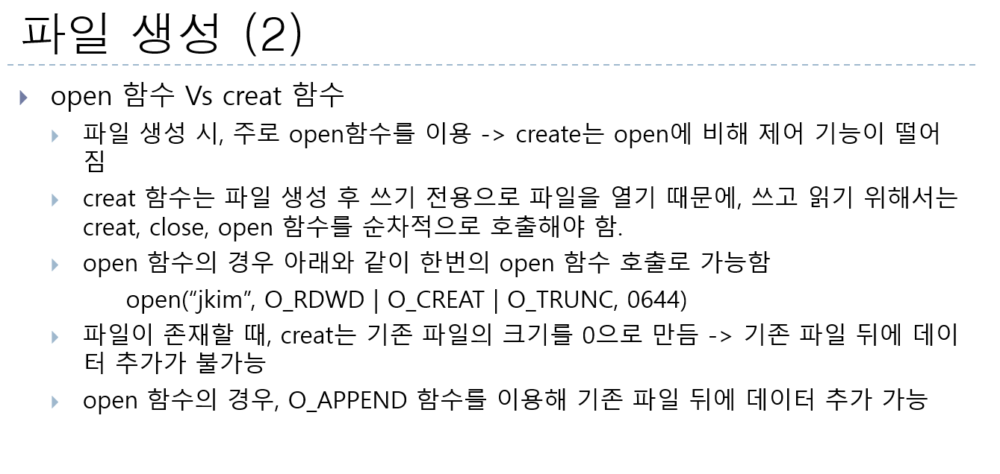 파일 생성 (2)
open 함수 Vs creat 함수
파일 생성 시, 주로 open함수를 이용 -> create는 open에 비해 제어 기능이 떨어
짐
creat 함수는 파일 생성 후 쓰기 전용으로 파일을 열기 때문에, 쓰고 읽기 위해서는
creat, close, open 함수를 순차적으로 호출해야 함.
open 함수의 경우 아래와 같이 한번의 open 함수 호출로 가능함
open(“jkim”, O_RDWD | O_CREAT | O_TRUNC, 0644)
파일이 존재할 때, creat는 기존 파일의 크기를 0으로 만듬 -> 기존 파일 뒤에 데이
터 추가가 불가능
open 함수의 경우, O_APPEND 함수를 이용해 기존 파일 뒤에 데이터 추가 가능